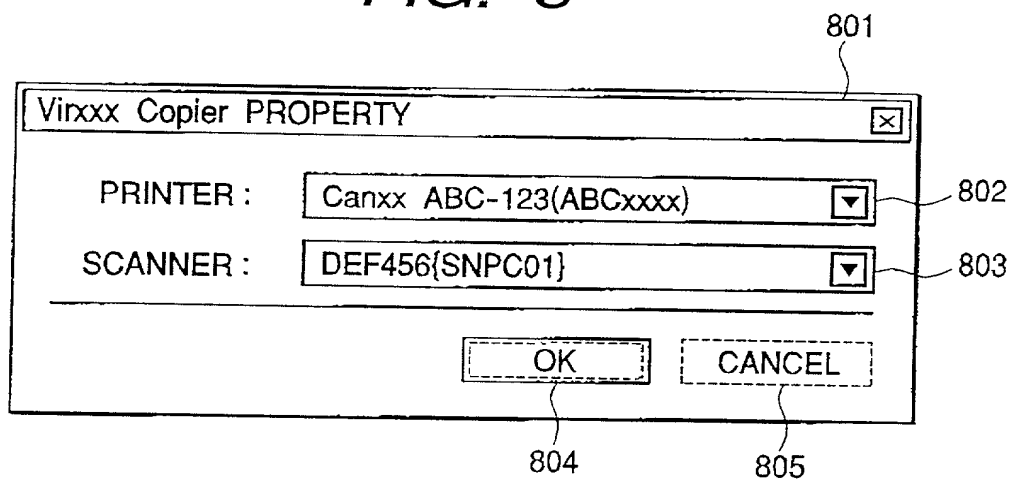 801
Virxxx Copier PROPERTY
PRINTER : Canxx ABC-123(ABCxxxx) 802
SCANNER : DEF456{SNPC01} 803
OK CANCEL
804 805